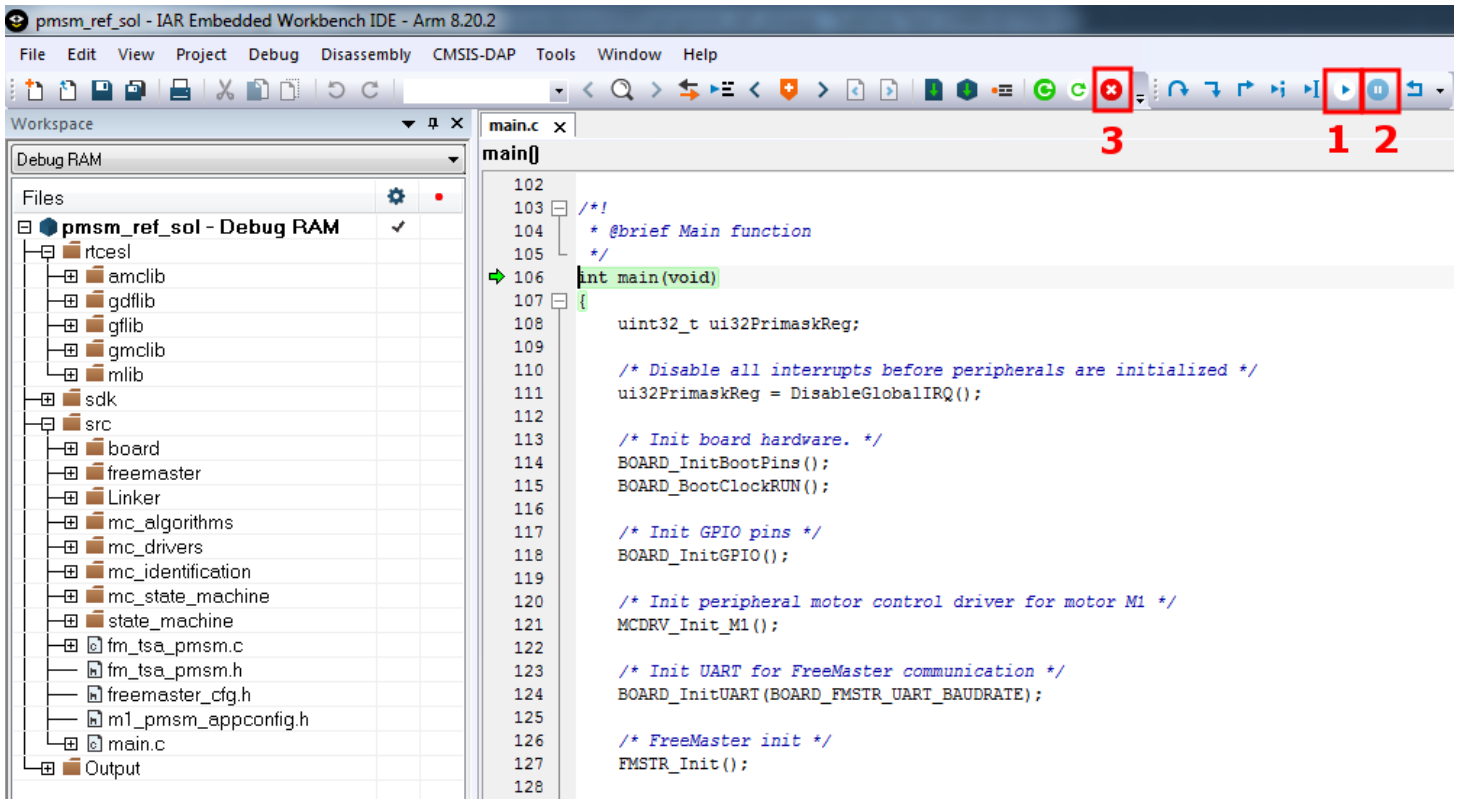 pmsm_ref_sol - IAR Embedded Workbench IDE - Arm 8.20.2
File Edit View Project Debug Disassembly CMSIS-DAP Tools Window Help
Workspace
main.c
3
1 2
Debug RAM
main()
Files
pmsm_ref_sol - Debug RAM
rtcesl
amclib
gdflib
gflib
gmclib
mlib
sdk
src
board
freemaster
Linker
mc_algorithms
mc_drivers
mc_identification
mc_state_machine
state_machine
fm_tsa_pmsm.c
fm_tsa_pmsm.h
freemaster_cfg.h
m1_pmsm_appconfig.h
main.c
Output
102
103 /*!
104 * @brief Main function
105 */
106 int main(void)
107 {
108 uint32_t ui32PrimaskReg;
109
110 /* Disable all interrupts before peripherals are initialized */
111 ui32PrimaskReg = DisableGlobalIRQ();
112
113 /* Init board hardware. */
114 BOARD_InitBootPins();
115 BOARD_BootClockRUN();
116
117 /* Init GPIO pins */
118 BOARD_InitGPIO();
119
120 /* Init peripheral motor control driver for motor M1 */
121 MCDRV_Init_M1();
122
123 /* Init UART for FreeMaster communication */
124 BOARD_InitUART(BOARD_FMSTR_UART_BAUDRATE);
125
126 /* FreeMaster init */
127 FMSTR_Init();
128